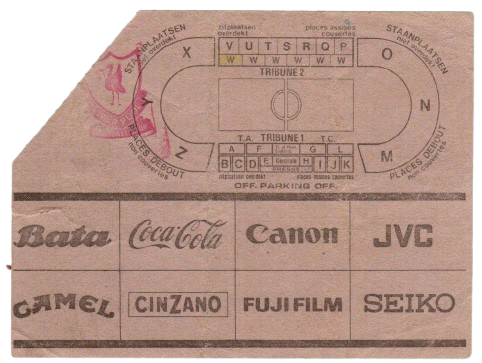 STAANPLAATSEN
niet overdekt
zitplaatsen
overdekt
places assises
couvertes
STAANPLAATSEN
niet overdekt
V U T S R Q P
W W W W W W
X
O
TRIBUNE 2
Y
N
T.A. TRIBUNE 1 T.C.
Z
M
A F G L
B C D E Centrale H I J K
zitplaatsen overdekt
places assises couvertes
PLACES DEBOUT
non couvertes
PLACES DEBOUT
non couvertes
OFF. PARKING OFF.
Bata
Coca-Cola
Canon
JVC
CAMEL
CINZANO
FUJI FILM
SEIKO